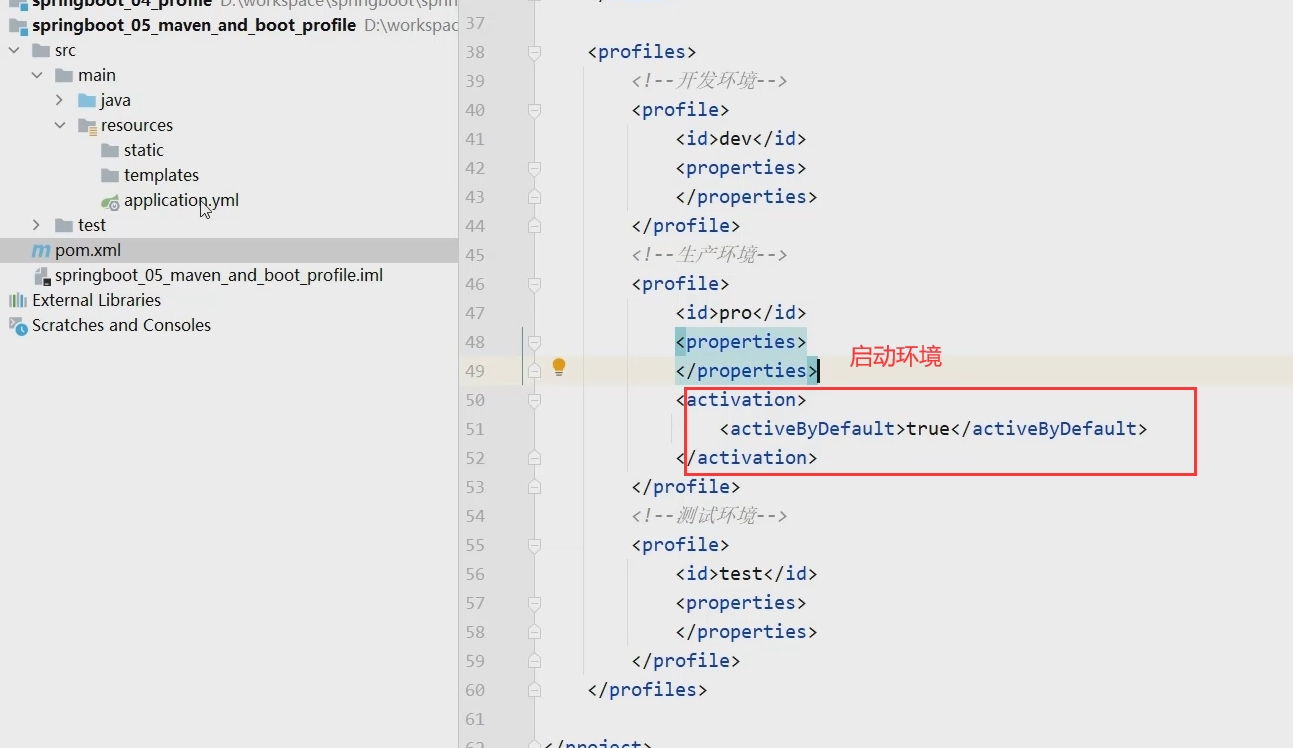 springboot_04_profile D:\workspace\springboot\sprin
springboot_05_maven_and_boot_profile D:\workspac
src
main
java
resources
static
templates
application.yml
test
pom.xml
springboot_05_maven_and_boot_profile.iml
External Libraries
Scratches and Consoles
37
38 <profiles>
39 <!--开发环境-->
40 <profile>
41 <id>dev</id>
42 <properties>
43 </properties>
44 </profile>
45 <!--生产环境-->
46 <profile>
47 <id>pro</id>
48 <properties>
49 </properties>
启动环境
50 <activation>
51 <activeByDefault>true</activeByDefault>
52 </activation>
53 </profile>
54 <!--测试环境-->
55 <profile>
56 <id>test</id>
57 <properties>
58 </properties>
59 </profile>
60 </profiles>
61
62 </project>